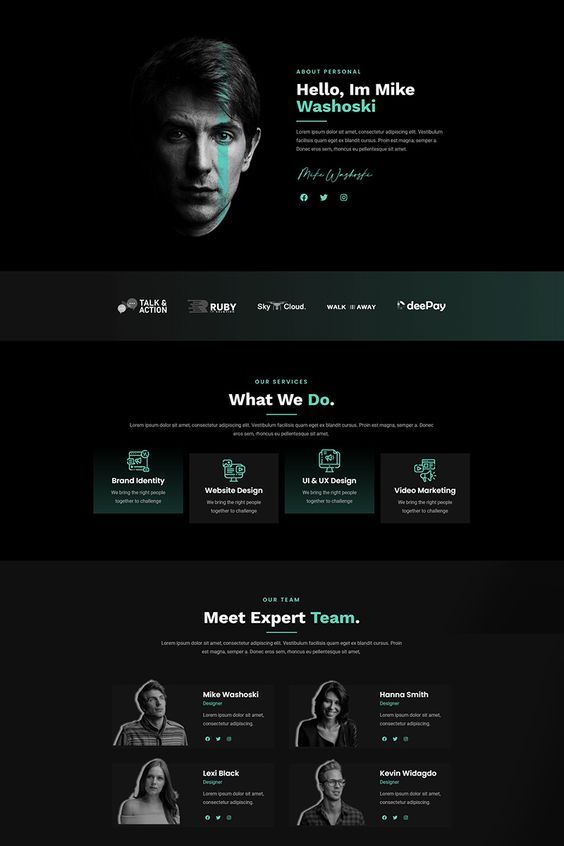 ABOUT PERSONAL
Hello, Im Mike
Washoski
Lorem ipsum dolor sit amet, consectetur adipiscing elit. Vestibulum
facilisis quam eget ex blandit cursus. Proin est magna, semper a.
Donec eros sem, rhoncus eu pellentesque sit amet.
Mike Washoski
TALK &
ACTION
RUBY
Sky Cloud.
WALK AWAY
deePay
OUR SERVICES
What We Do.
Lorem ipsum dolor sit amet, consectetur adipiscing elit. Vestibulum facilisis quam eget ex blandit cursus. Proin est magna, semper a. Donec
eros sem, rhoncus eu pellentesque sit amet.
Brand Identity
We bring the right people
together to challenge
Website Design
We bring the right people
together to challenge
UI & UX Design
We bring the right people
together to challenge
Video Marketing
We bring the right people
together to challenge
OUR TEAM
Meet Expert Team.
Lorem ipsum dolor sit amet, consectetur adipiscing elit. Vestibulum facilisis quam eget ex blandit cursus. Proin
est magna, semper a. Donec eros sem, rhoncus eu pellentesque sit amet.
Mike Washoski
Designer
Lorem ipsum dolor sit amet,
consectetur adipiscing.
Hanna Smith
Designer
Lorem ipsum dolor sit amet,
consectetur adipiscing.
Lexi Black
Designer
Lorem ipsum dolor sit amet,
consectetur adipiscing.
Kevin Widagdo
Designer
Lorem ipsum dolor sit amet,
consectetur adipiscing.